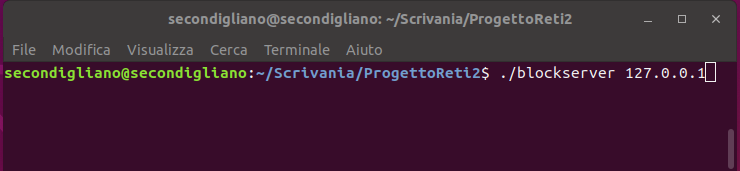 secondigliano@secondigliano: ~/Scrivania/ProgettoReti2
File Modifica Visualizza Cerca Terminale Aiuto
secondigliano@secondigliano:~/Scrivania/ProgettoReti2$ ./blockserver 127.0.0.1